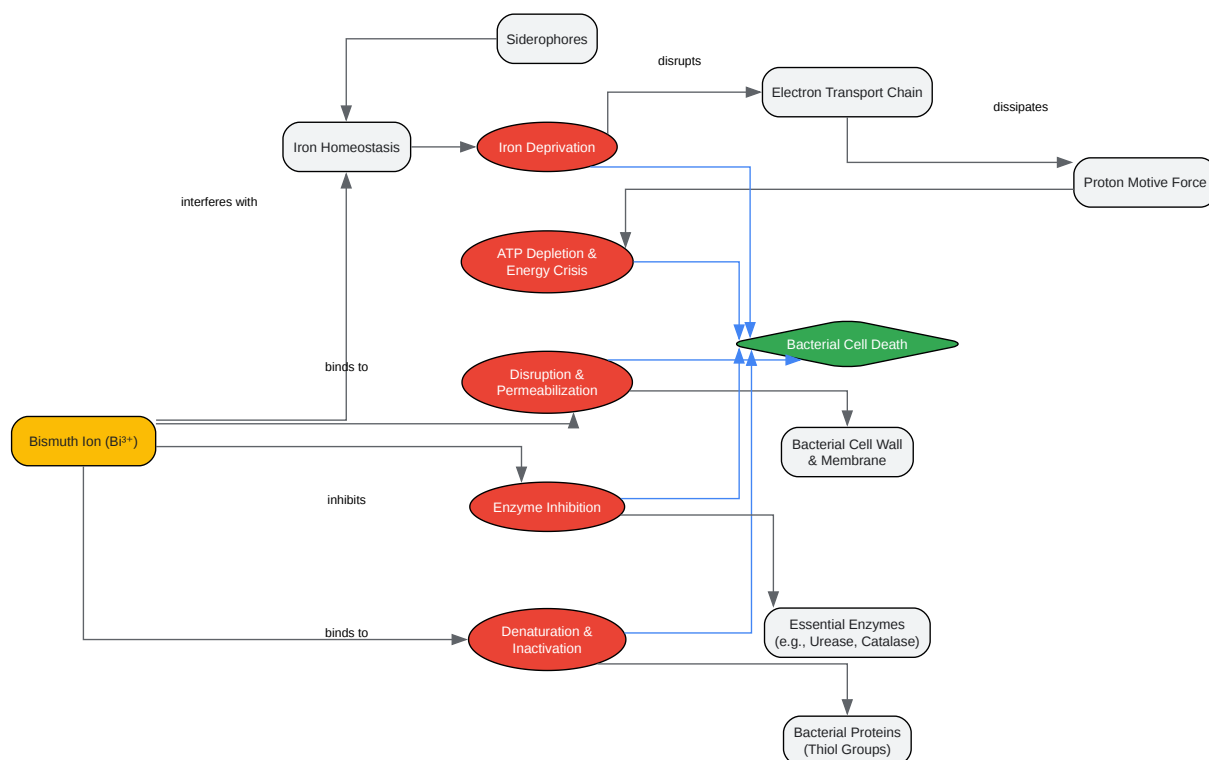 Siderophores
disrupts
Electron Transport Chain
dissipates
Iron Homeostasis
Iron Deprivation
Proton Motive Force
interferes with
ATP Depletion &
Energy Crisis
Bacterial Cell Death
binds to
Disruption &
Permeabilization
Bismuth Ion (Bi³⁺)
Bacterial Cell Wall
& Membrane
inhibits
Enzyme Inhibition
Essential Enzymes
(e.g., Urease, Catalase)
binds to
Denaturation &
Inactivation
Bacterial Proteins
(Thiol Groups)